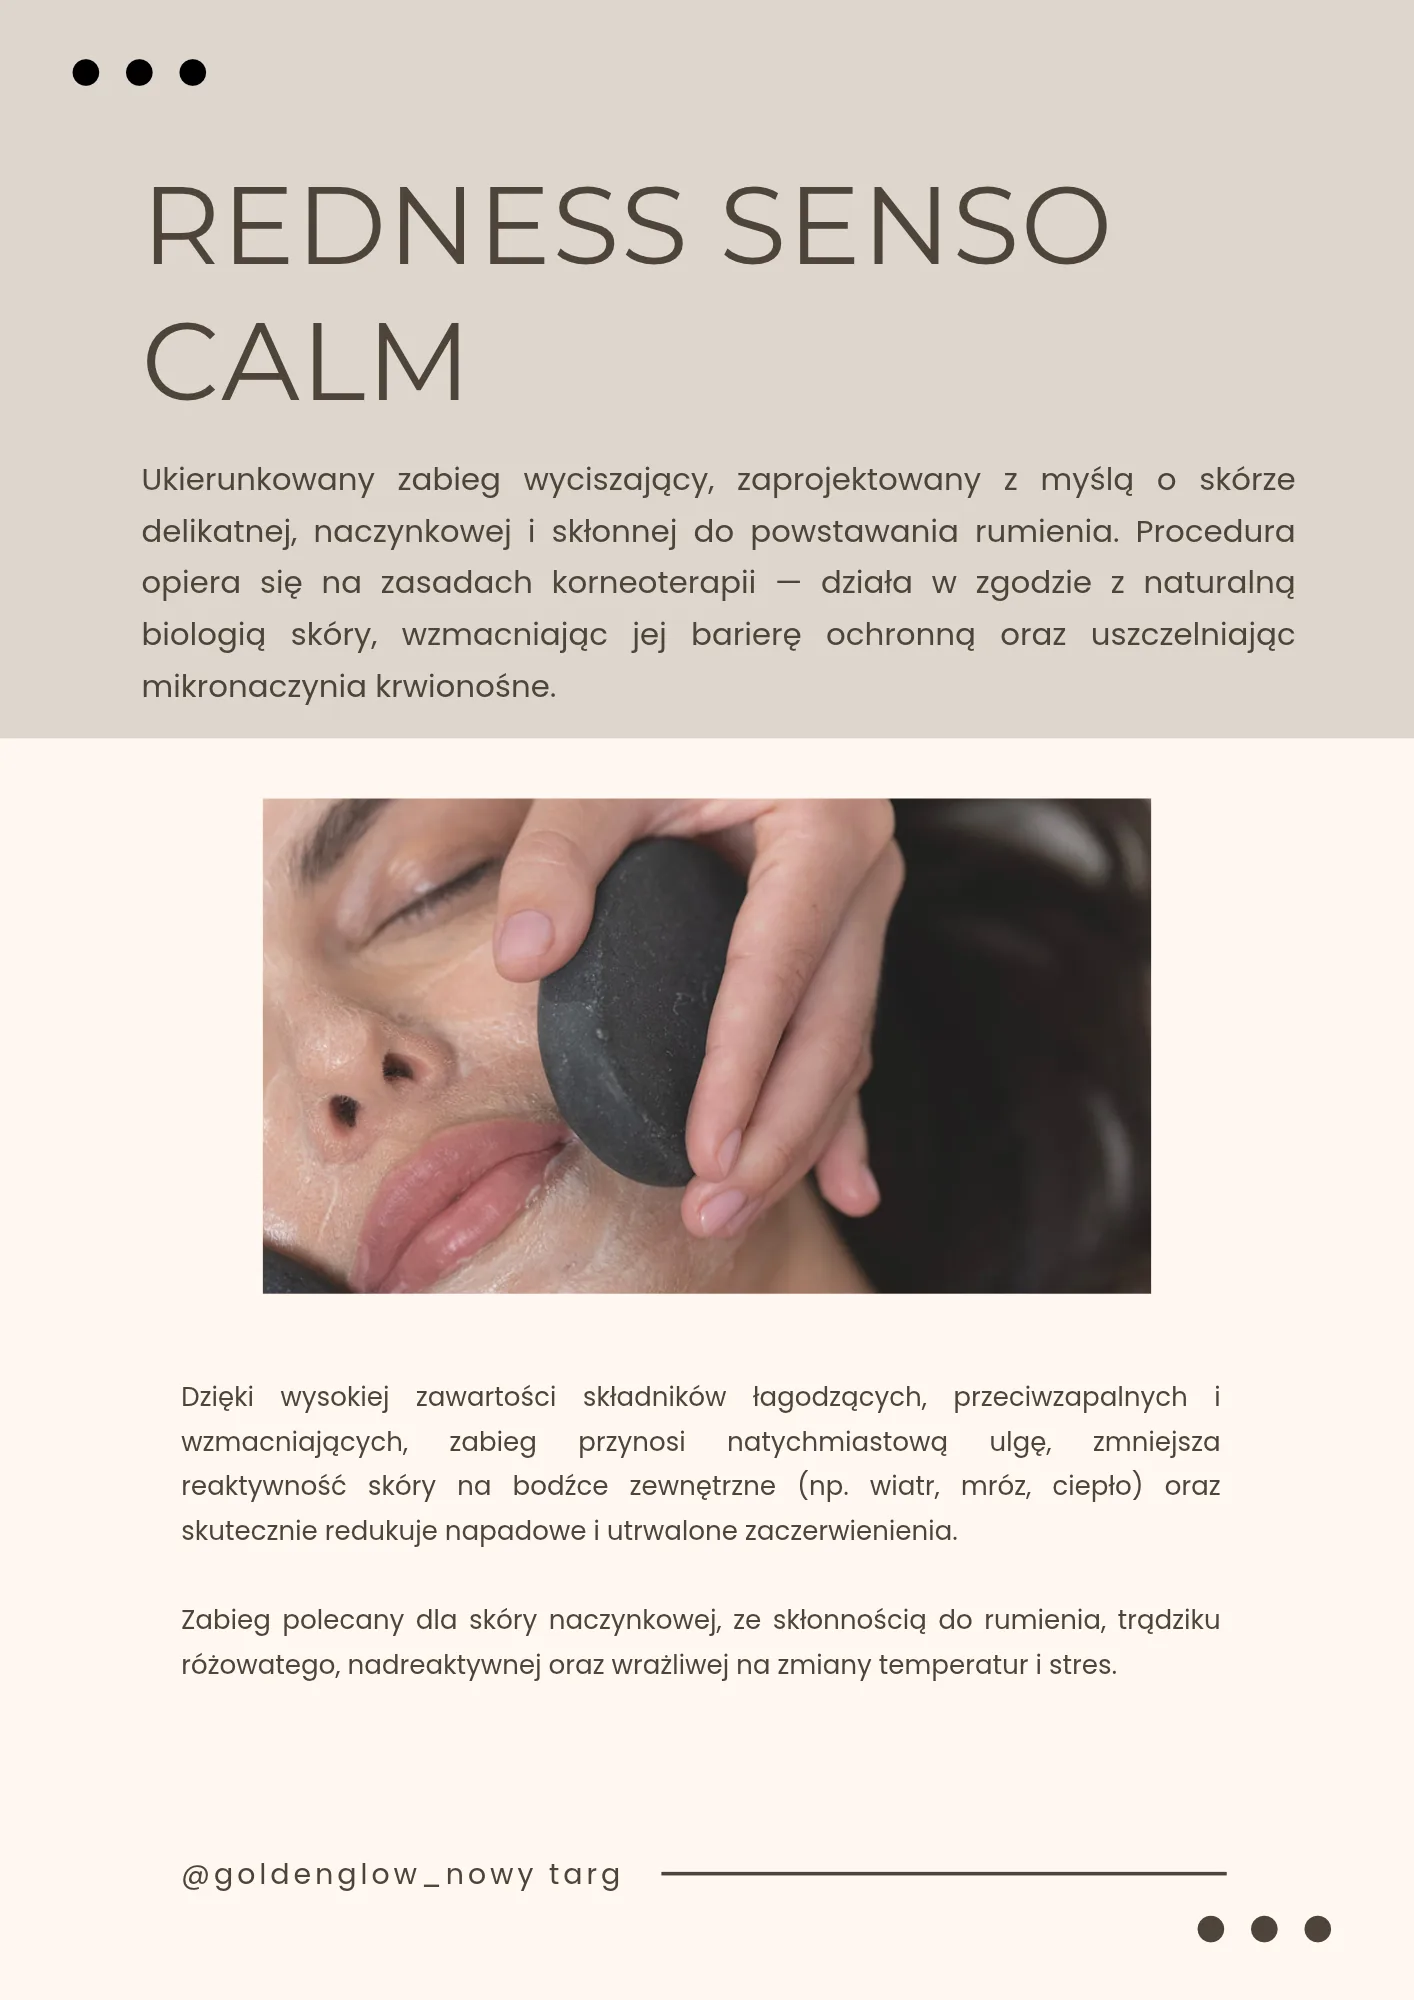 REDNESS SENSO
CALM
Ukierunkowany zabieg wyciszający, zaprojektowany z myślą o skórze
delikatnej, naczynkowej i skłonnej do powstawania rumienia. Procedura
opiera się na zasadach korneoterapii — działa w zgodzie z naturalną
biologią skóry, wzmacniając jej barierę ochronną oraz uszczelniając
mikronaczynia krwionośne.
Dzięki wysokiej zawartości składników łagodzących, przeciwzapalnych i
wzmacniających, zabieg przynosi natychmiastową ulgę, zmniejsza
reaktywność skóry na bodźce zewnętrzne (np. wiatr, mróz, ciepło) oraz
skutecznie redukuje napadowe i utrwalone zaczerwienienia.
Zabieg polecany dla skóry naczynkowej, ze skłonnością do rumienia, trądziku
różowatego, nadreaktywnej oraz wrażliwej na zmiany temperatur i stres.
@goldenglow_nowy targ